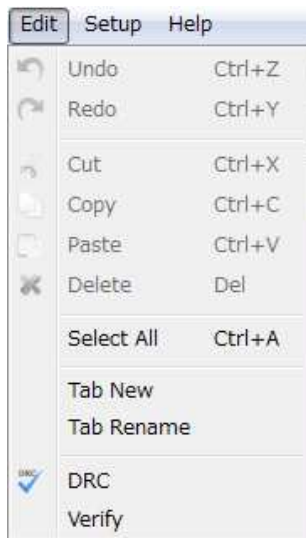 Edit Setup Help
Undo Ctrl+Z
Redo Ctrl+Y
Cut Ctrl+X
Copy Ctrl+C
Paste Ctrl+V
Delete Del
Select All Ctrl+A
Tab New
Tab Rename
DRC DRC
Verify